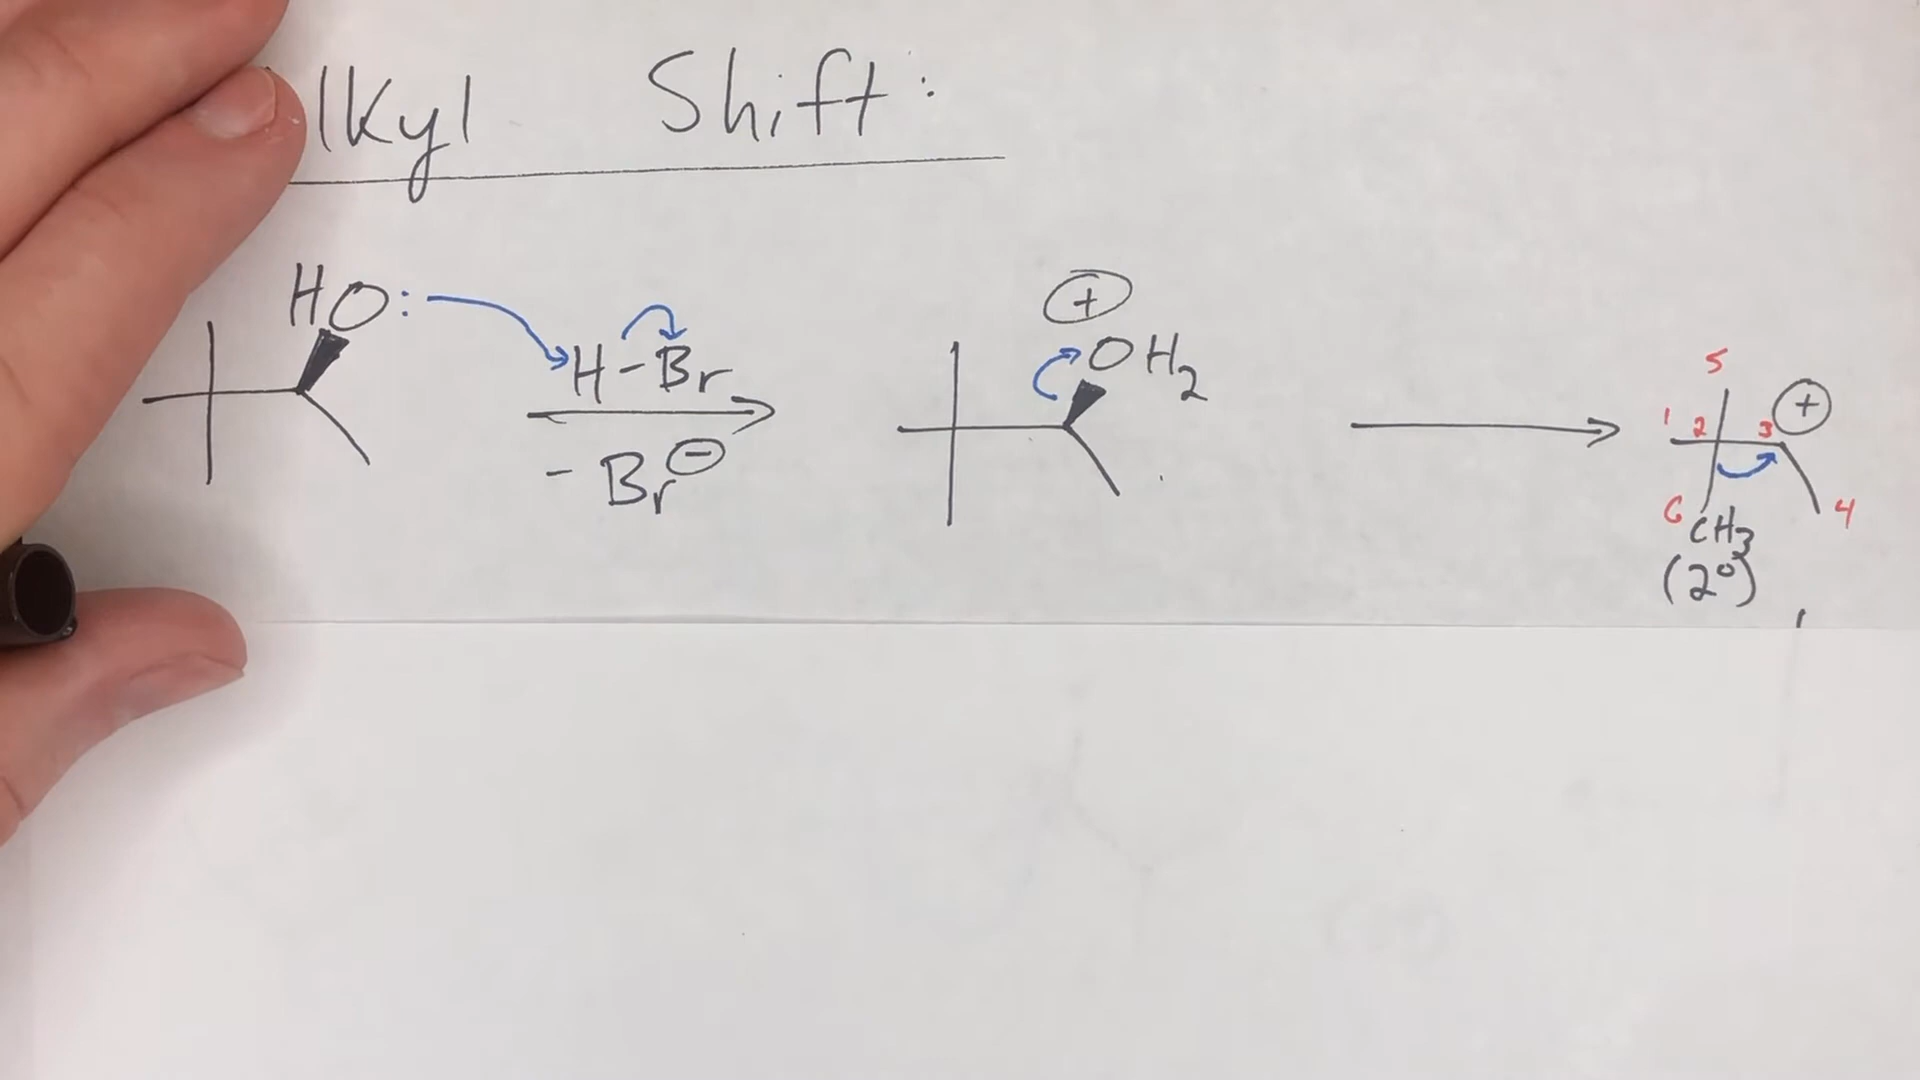 lkyl Shift:
HO:
H-Br
- Br⊖
⊕
OH2
5
1 2 3 ⊕
6 CH3 4
(2°)